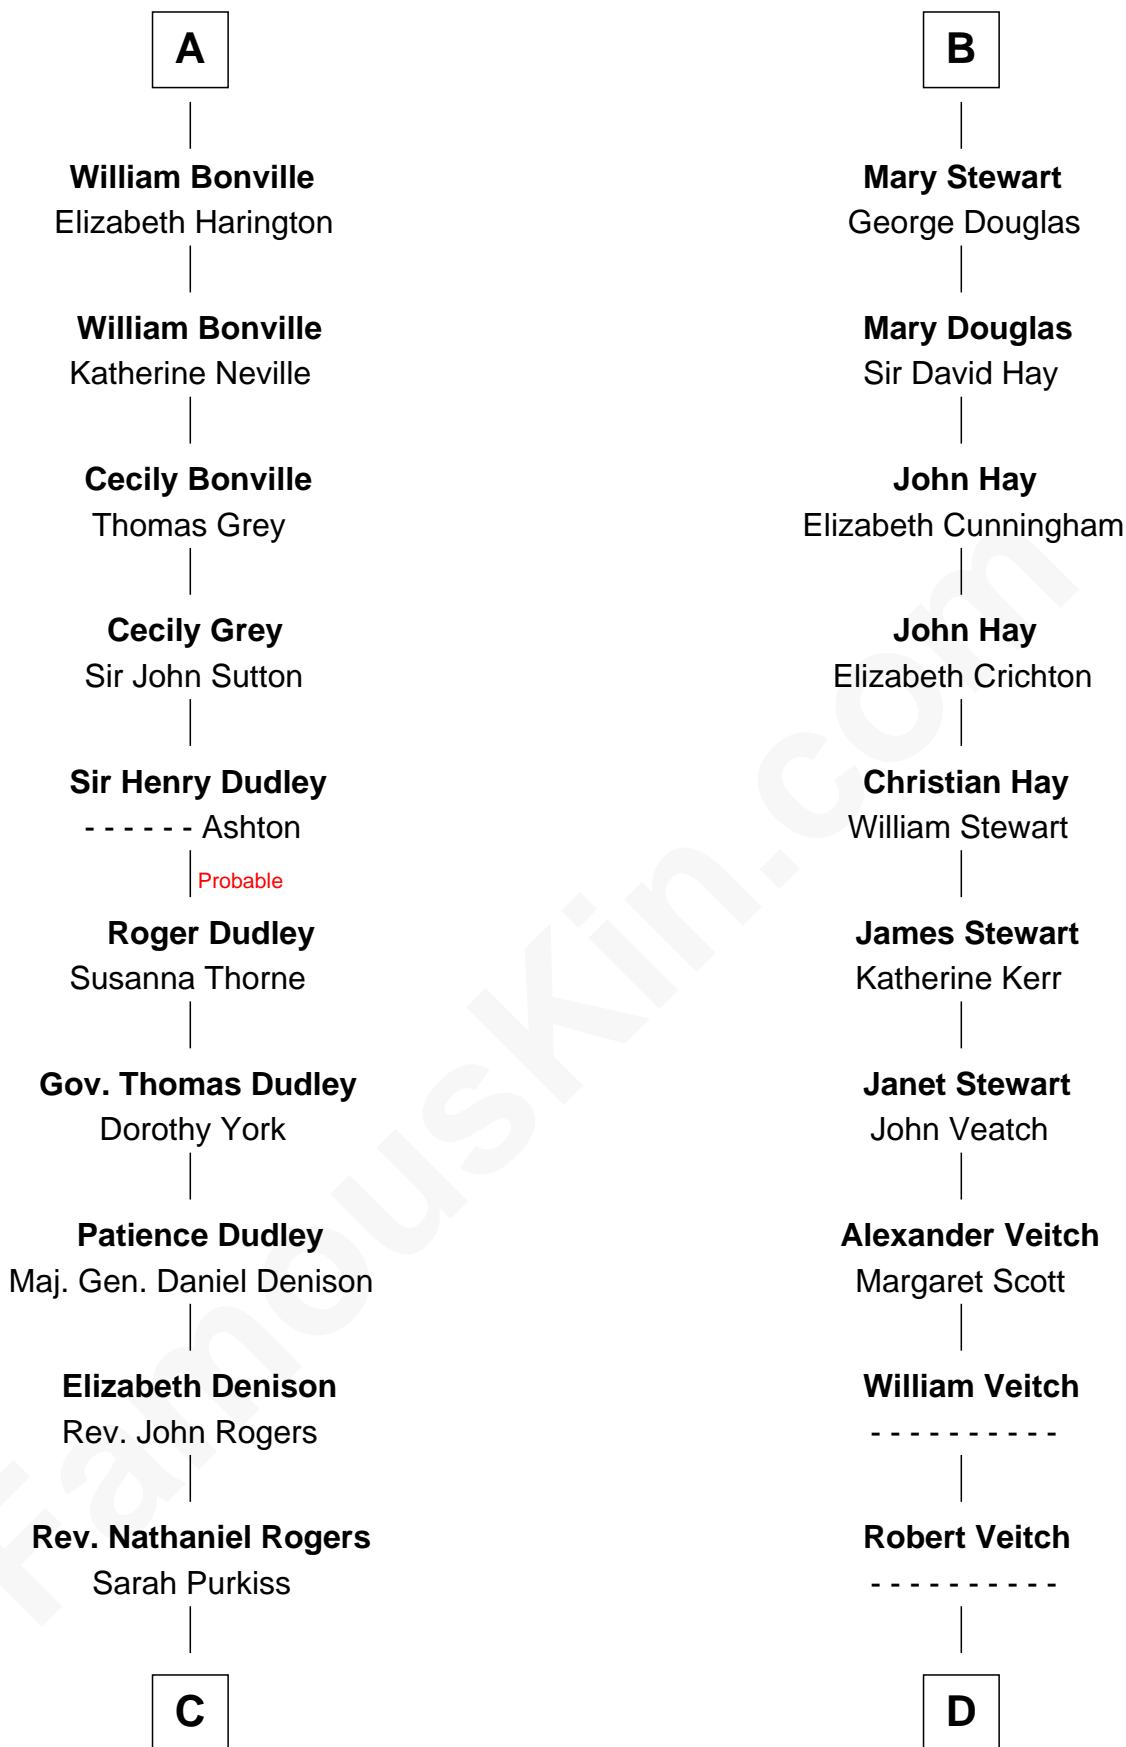 A
William Bonville
Elizabeth Harington
William Bonville
Katherine Neville
Cecily Bonville
Thomas Grey
Cecily Grey
Sir John Sutton
Sir Henry Dudley
- - - - - - Ashton
Probable
Roger Dudley
Susanna Thorne
Gov. Thomas Dudley
Dorothy York
Patience Dudley
Maj. Gen. Daniel Denison
Elizabeth Denison
Rev. John Rogers
Rev. Nathaniel Rogers
Sarah Purkiss
C
B
Mary Stewart
George Douglas
Mary Douglas
Sir David Hay
John Hay
Elizabeth Cunningham
John Hay
Elizabeth Crichton
Christian Hay
William Stewart
James Stewart
Katherine Kerr
Janet Stewart
John Veatch
Alexander Veitch
Margaret Scott
William Veitch
- - - - - - - - - -
Robert Veitch
- - - - - - - - - -
D
FamousKin.com